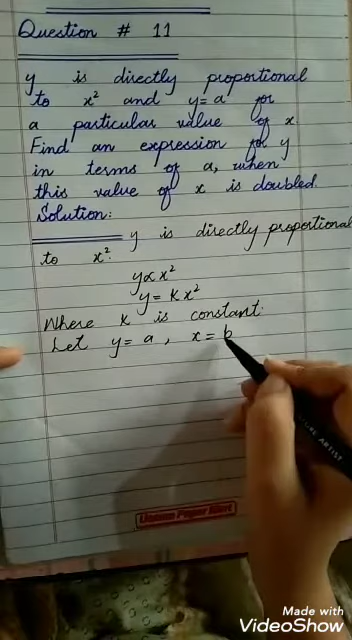 Question # 11
y is directly proportional
to x² and y= a for
a particular value of x.
Find an expression for y
in terms of a, when
this value of x is doubled.
Solution:
y is directly proportional
to x².
y∝x²
y= Kx²
Where K is constant.
Let y= a, x= b
ARTIST
Made with
VideoShow